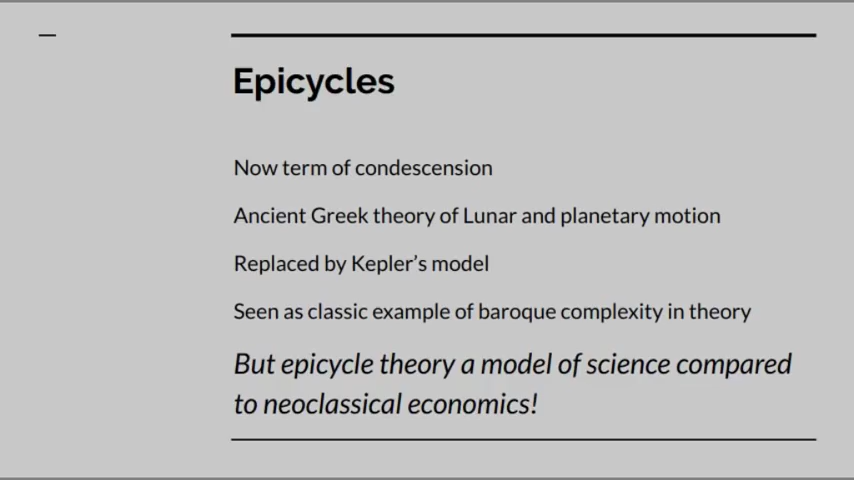 Epicycles
Now term of condescension
Ancient Greek theory of Lunar and planetary motion
Replaced by Kepler’s model
Seen as classic example of baroque complexity in theory
But epicycle theory a model of science compared
to neoclassical economics!